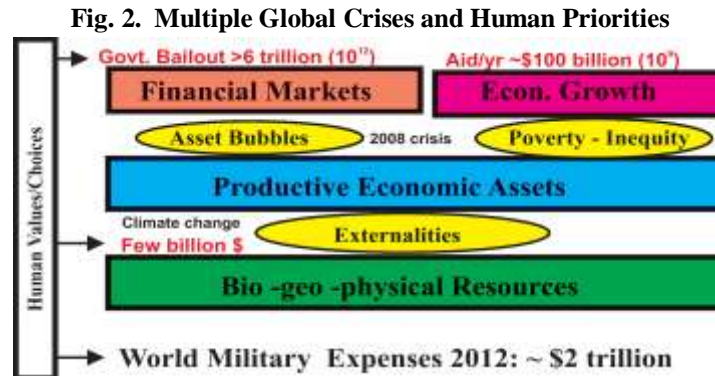 Fig. 2. Multiple Global Crises and Human Priorities
Govt. Bailout >6 trillion (10¹²)
Aid/yr ~$100 billion (10⁹)
Financial Markets
Econ. Growth
Asset Bubbles
2008 crisis
Poverty - Inequity
Productive Economic Assets
Climate change
Few billion $
Externalities
Bio -geo -physical Resources
World Military Expenses 2012: ~ $2 trillion
Human Values/Choices